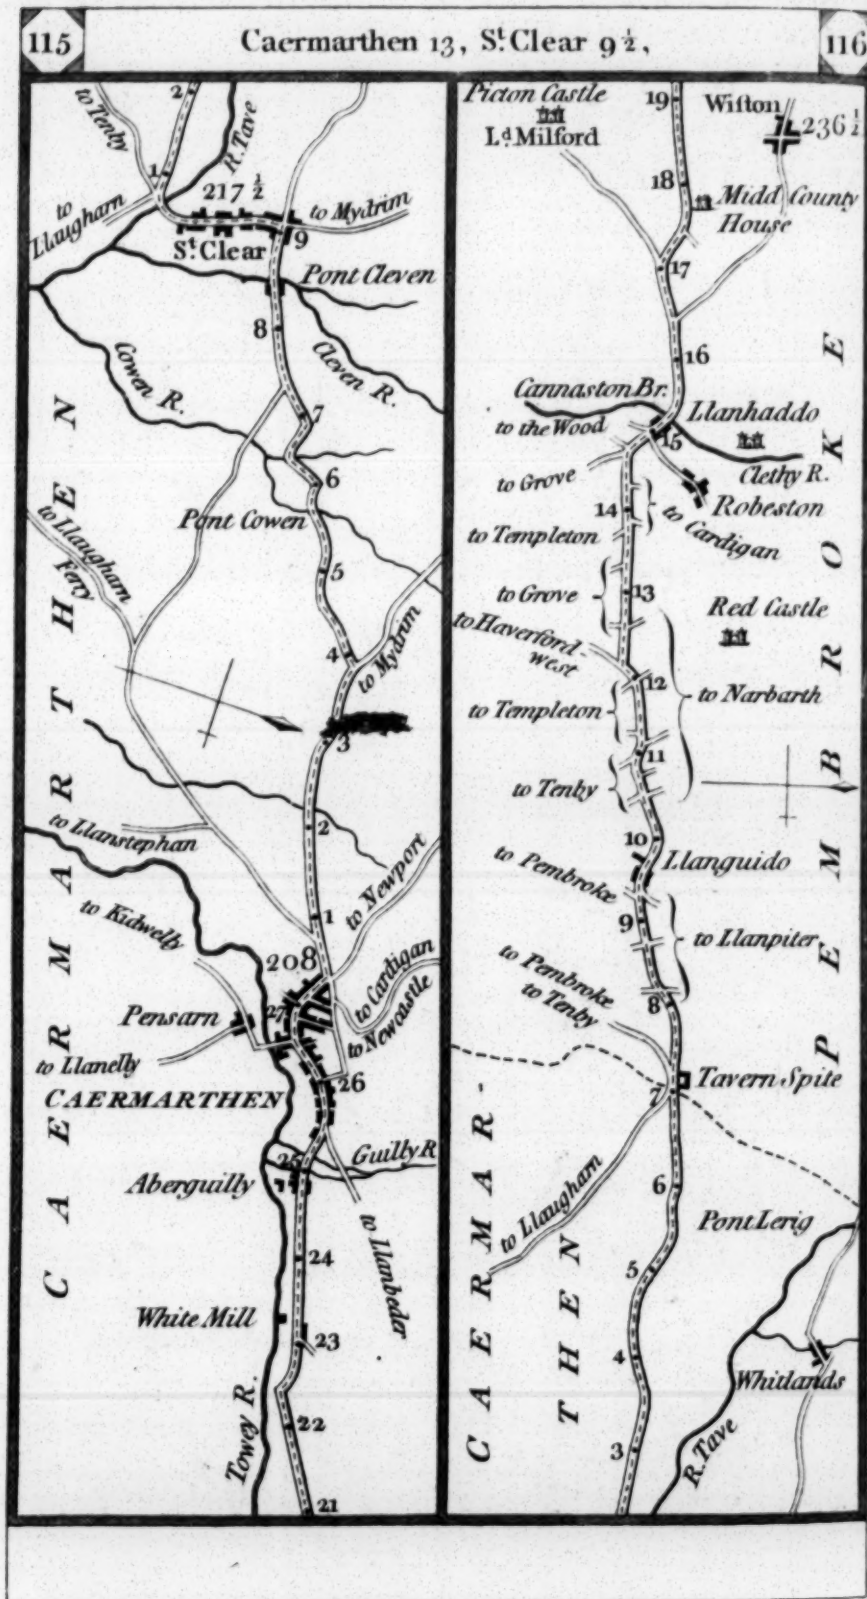 115
Caermarthen 13, St. Clear 9½,
116
2
to Tenby
R. Tave
1
217½
to Llaugharn
to Mydrim
St. Clear
9
Pont Cleven
8
Cowen R.
Cleven R.
7
6
Pont Cowen
to Llaugharn
Ferry
5
4
to Mydrim
3
2
to Llanstephan
1
to Newport
to Kidwelly
208
to Cardigan
27
Pensarn
to Newcastle
to Llanelly
26
CAERMARTHEN
25
Guilly R
Aberguilly
to Llanbeder
24
White Mill
23
Towey R.
22
21
CAERMARTHEN
Picton Castle
Ld. Milford
19
Wiston
236½
18
Midd County
House
17
16
Cannaston Br.
Llanhaddo
to the Wood
15
Clethy R.
to Grove
Robeston
14
to Cardigan
to Templeton
to Grove
13
Red Castle
to Haverford-
west
12
to Narbarth
to Templeton
11
to Tenby
10
Llanguido
to Pembroke
9
to Llanpiter
to Pembroke
to Tenby
8
Tavern Spite
7
to Llaugharn
6
Pont Lerig
5
4
Whitlands
3
R. Tave
CAERMAR-
THEN
PEMBROKE